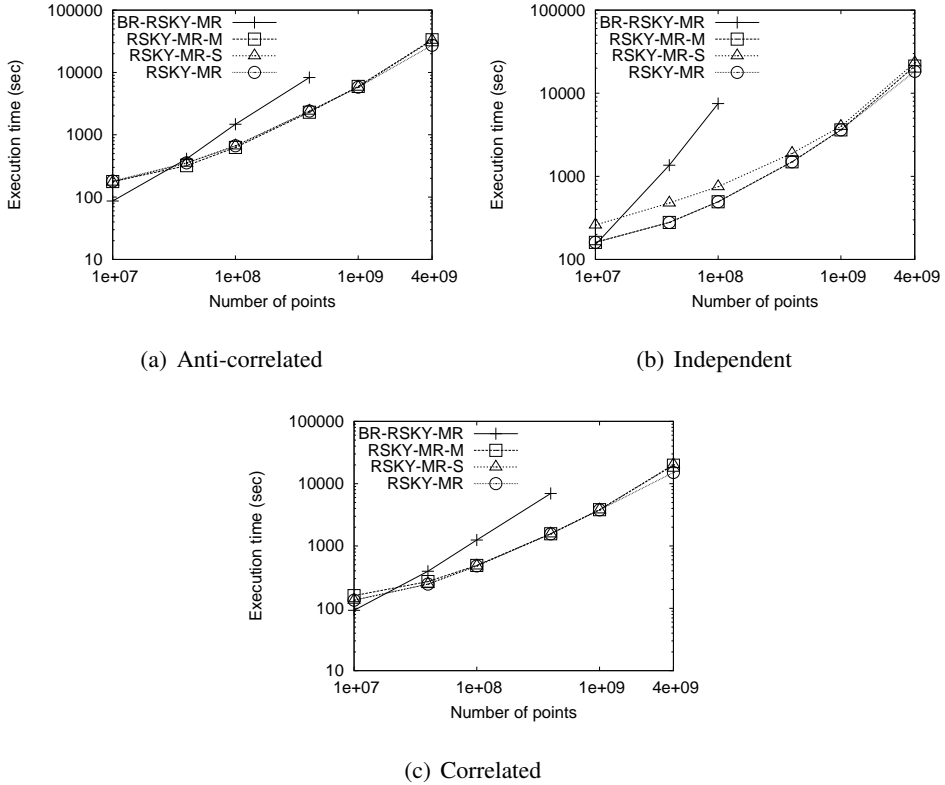 100000
10000
1000
100
10
Execution time (sec)
BR-RSKY-MR
RSKY-MR-M
RSKY-MR-S
RSKY-MR
1e+07 1e+08 1e+09 4e+09
Number of points
(a) Anti-correlated
100000
10000
1000
100
Execution time (sec)
BR-RSKY-MR
RSKY-MR-M
RSKY-MR-S
RSKY-MR
1e+07 1e+08 1e+09 4e+09
Number of points
(b) Independent
100000
10000
1000
100
10
Execution time (sec)
BR-RSKY-MR
RSKY-MR-M
RSKY-MR-S
RSKY-MR
1e+07 1e+08 1e+09 4e+09
Number of points
(c) Correlated